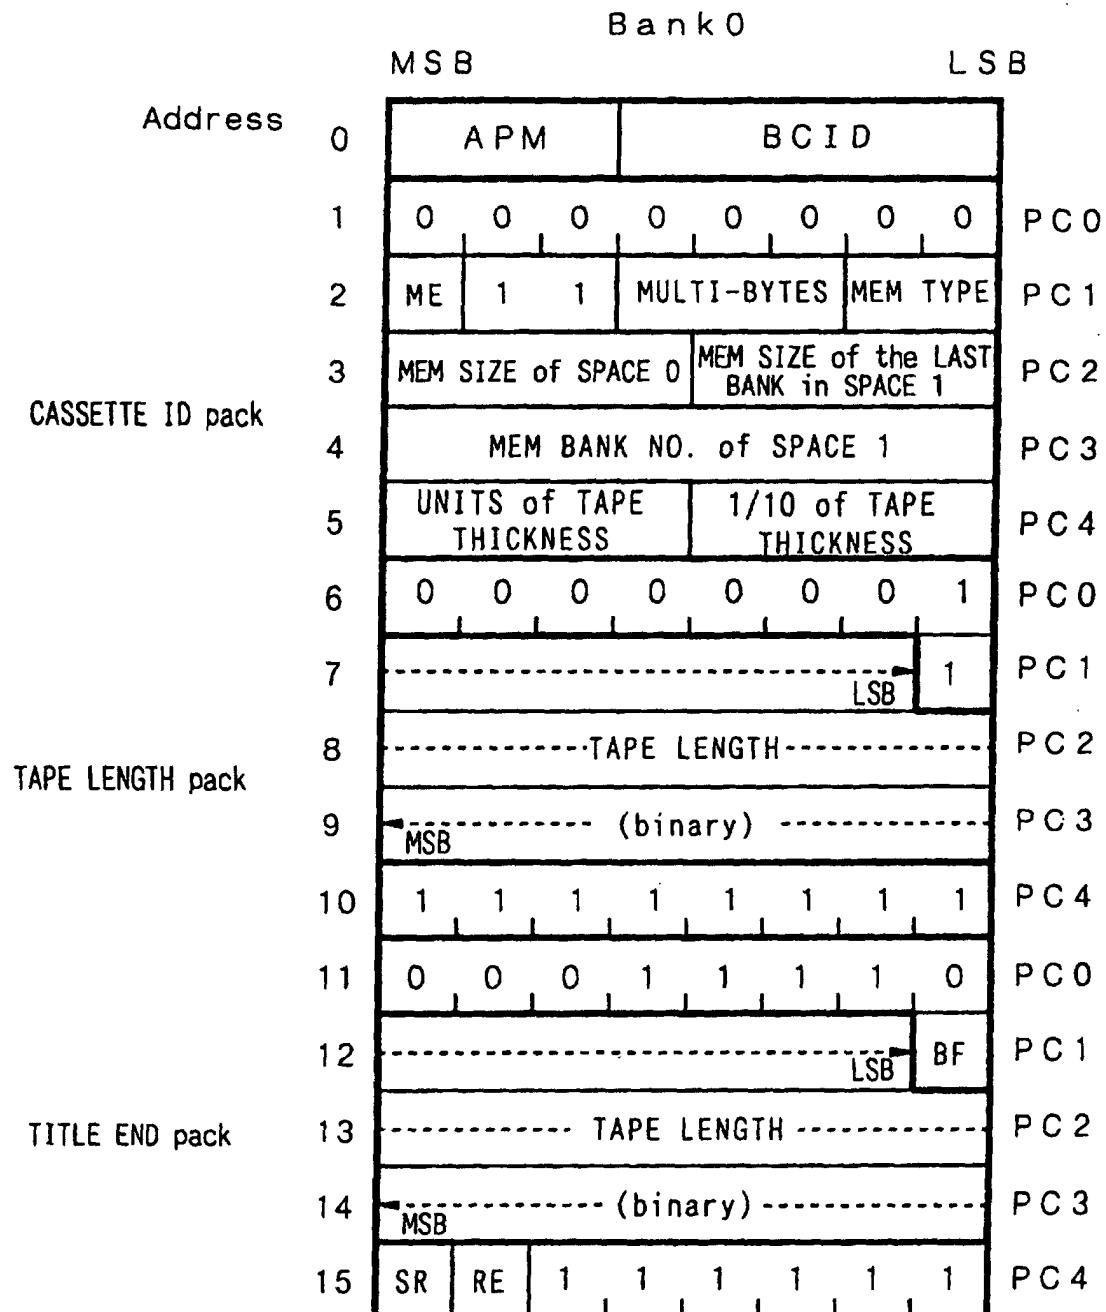 Bank0
MSB LSB
Address
0 APM BCID
1 0 0 0 0 0 0 0 0 PC0
2 ME 1 1 MULTI-BYTES MEM TYPE PC1
3 MEM SIZE of SPACE 0 MEM SIZE of the LAST BANK in SPACE 1 PC2
CASSETTE ID pack
4 MEM BANK NO. of SPACE 1 PC3
5 UNITS of TAPE THICKNESS 1/10 of TAPE THICKNESS PC4
6 0 0 0 0 0 0 0 1 PC0
7 LSB 1 PC1
8 TAPE LENGTH PC2
TAPE LENGTH pack
9 MSB (binary) PC3
10 1 1 1 1 1 1 1 1 PC4
11 0 0 0 1 1 1 1 0 PC0
12 LSB BF PC1
TITLE END pack 13 TAPE LENGTH PC2
14 MSB (binary) PC3
15 SR RE 1 1 1 1 1 1 PC4